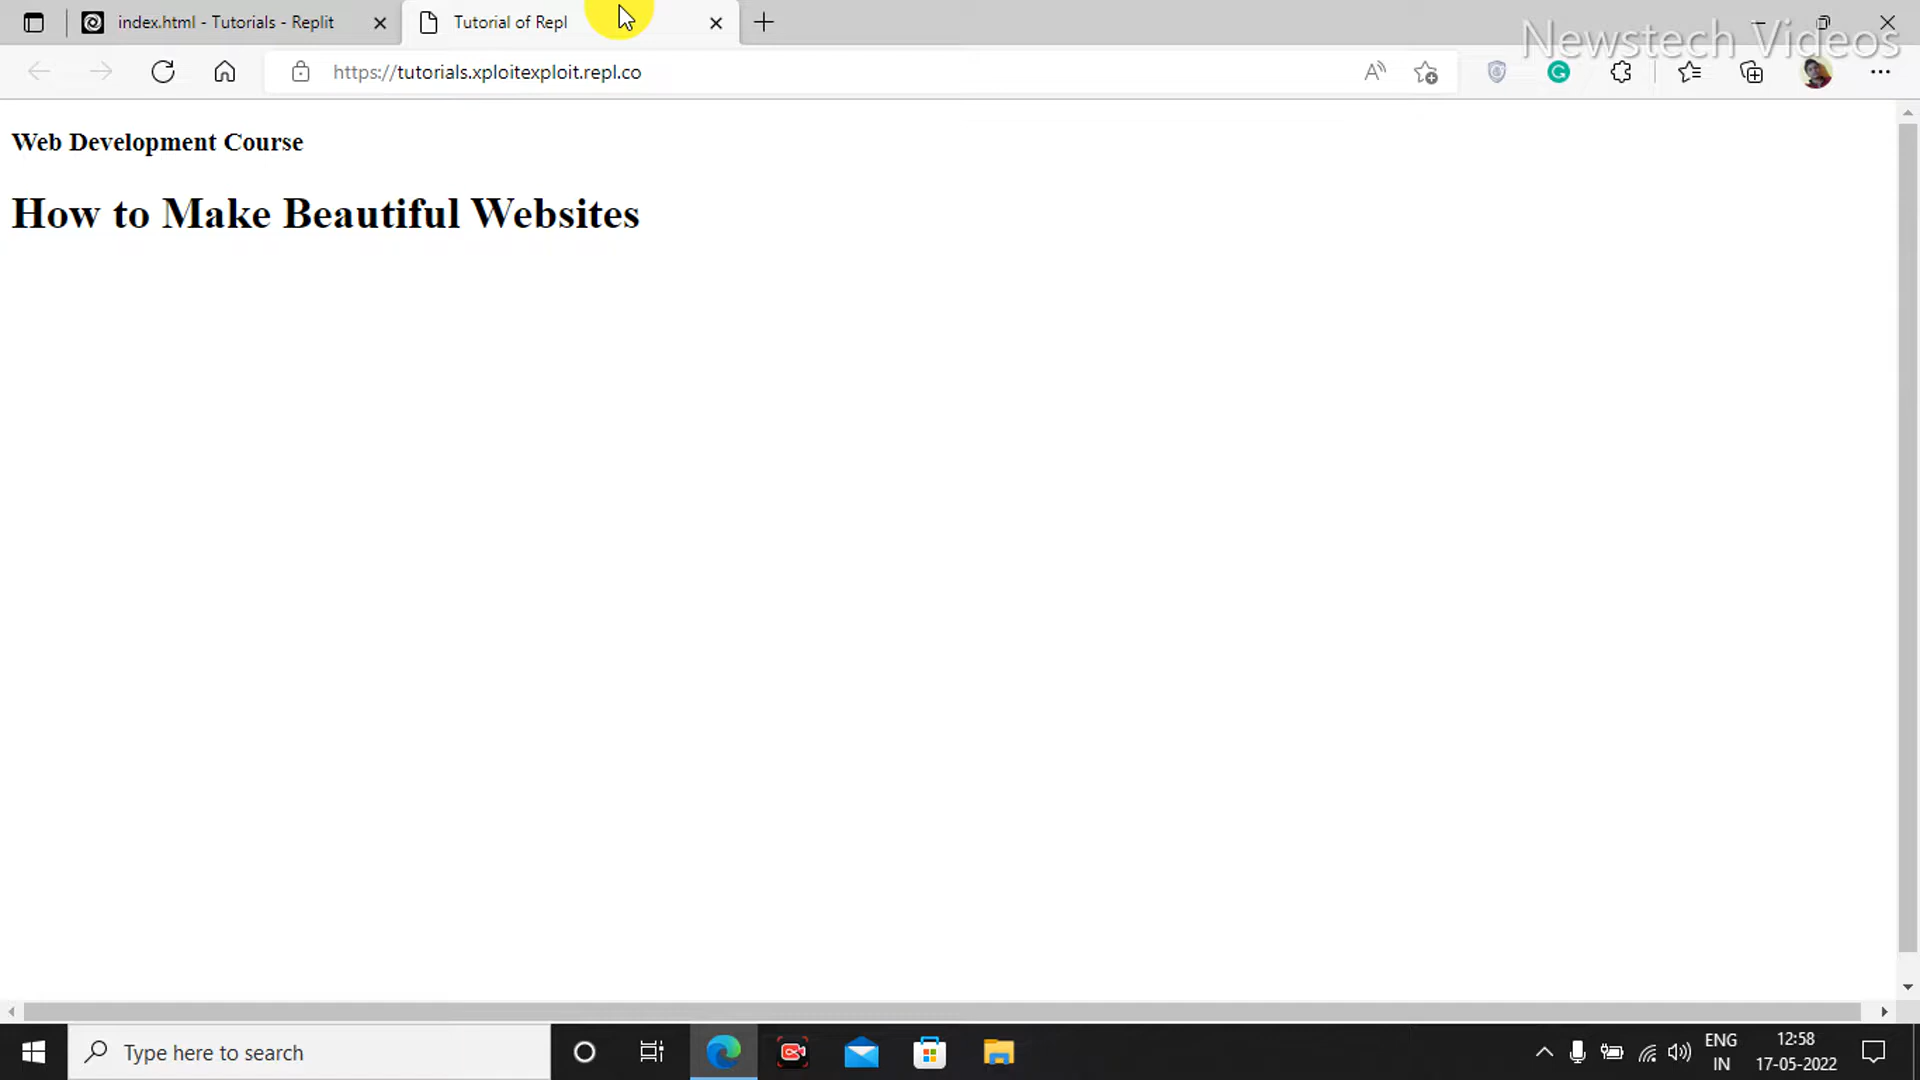 index.html - Tutorials - Replit
Tutorial of Repl
Newstech Videos
https://tutorials.xploitexploit.repl.co
Web Development Course
How to Make Beautiful Websites
Type here to search
ENG
IN
12:58
17-05-2022